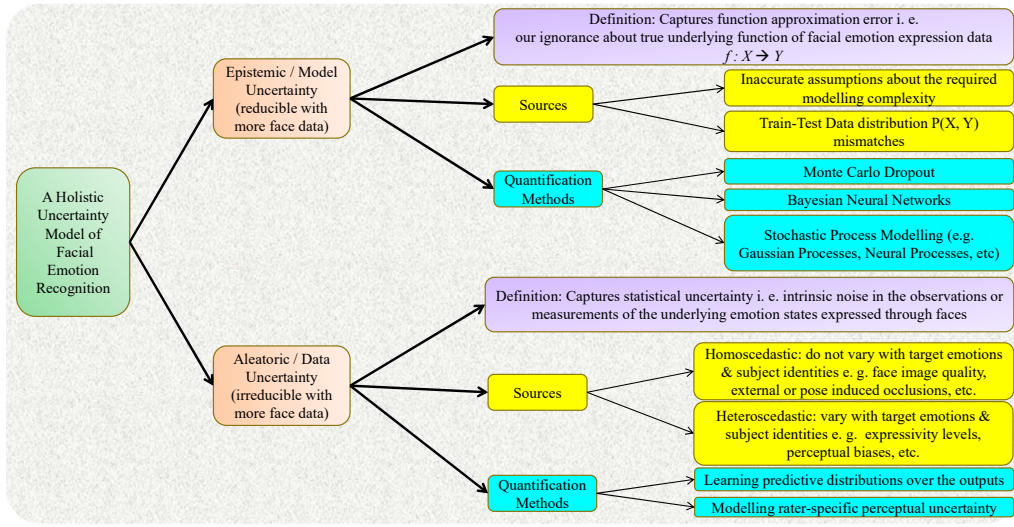 A Holistic
Uncertainty
Model of
Facial
Emotion
Recognition
Epistemic / Model
Uncertainty
(reducible with
more face data)
Definition: Captures function approximation error i. e.
our ignorance about true underlying function of facial emotion expression data
f : X → Y
Sources
Inaccurate assumptions about the required
modelling complexity
Train-Test Data distribution P(X, Y)
mismatches
Quantification
Methods
Monte Carlo Dropout
Bayesian Neural Networks
Stochastic Process Modelling (e.g.
Gaussian Processes, Neural Processes, etc)
Aleatoric / Data
Uncertainty
(irreducible with
more face data)
Definition: Captures statistical uncertainty i. e. intrinsic noise in the observations or
measurements of the underlying emotion states expressed through faces
Sources
Homoscedastic: do not vary with target emotions
& subject identities e. g. face image quality,
external or pose induced occlusions, etc.
Heteroscedastic: vary with target emotions &
subject identities e. g. expressivity levels,
perceptual biases, etc.
Quantification
Methods
Learning predictive distributions over the outputs
Modelling rater-specific perceptual uncertainty